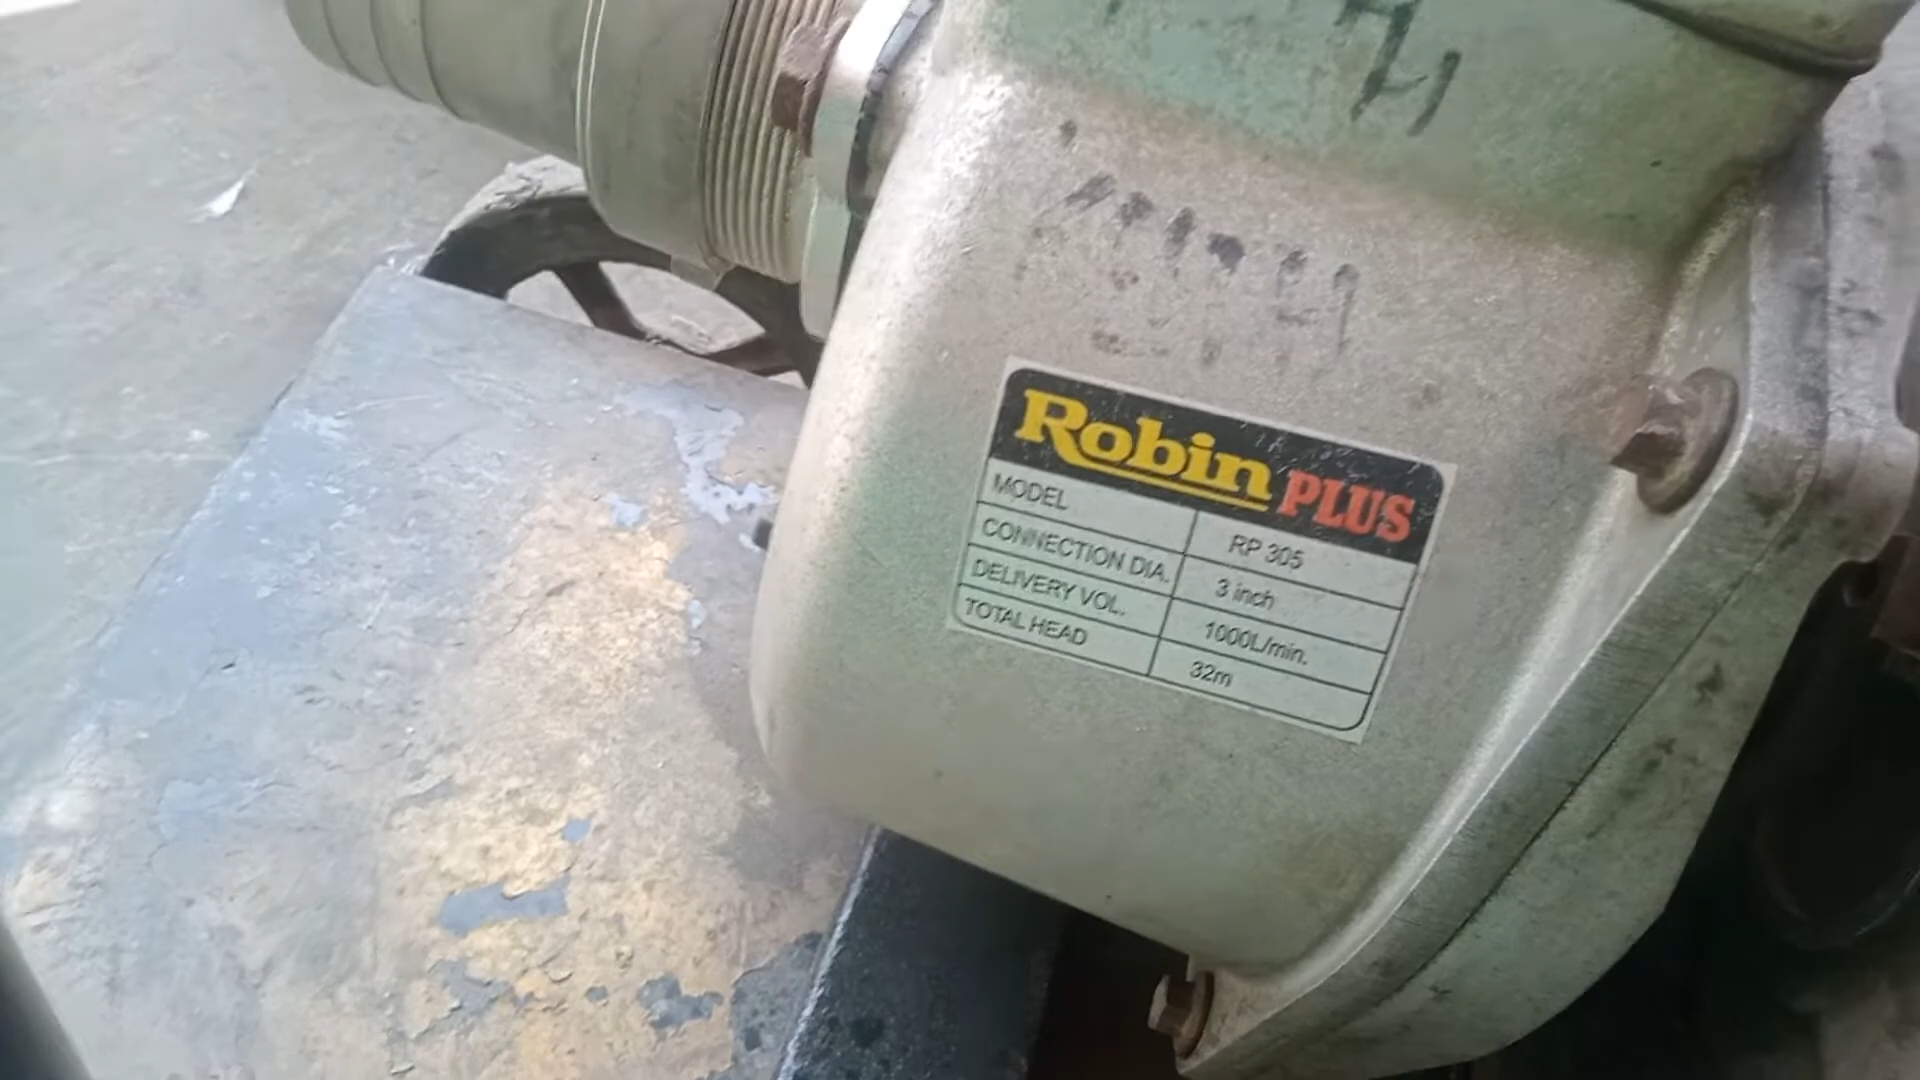 Robin PLUS
MODEL RP 305
CONNECTION DIA. 3 inch
DELIVERY VOL. 1000L/min.
TOTAL HEAD 32m